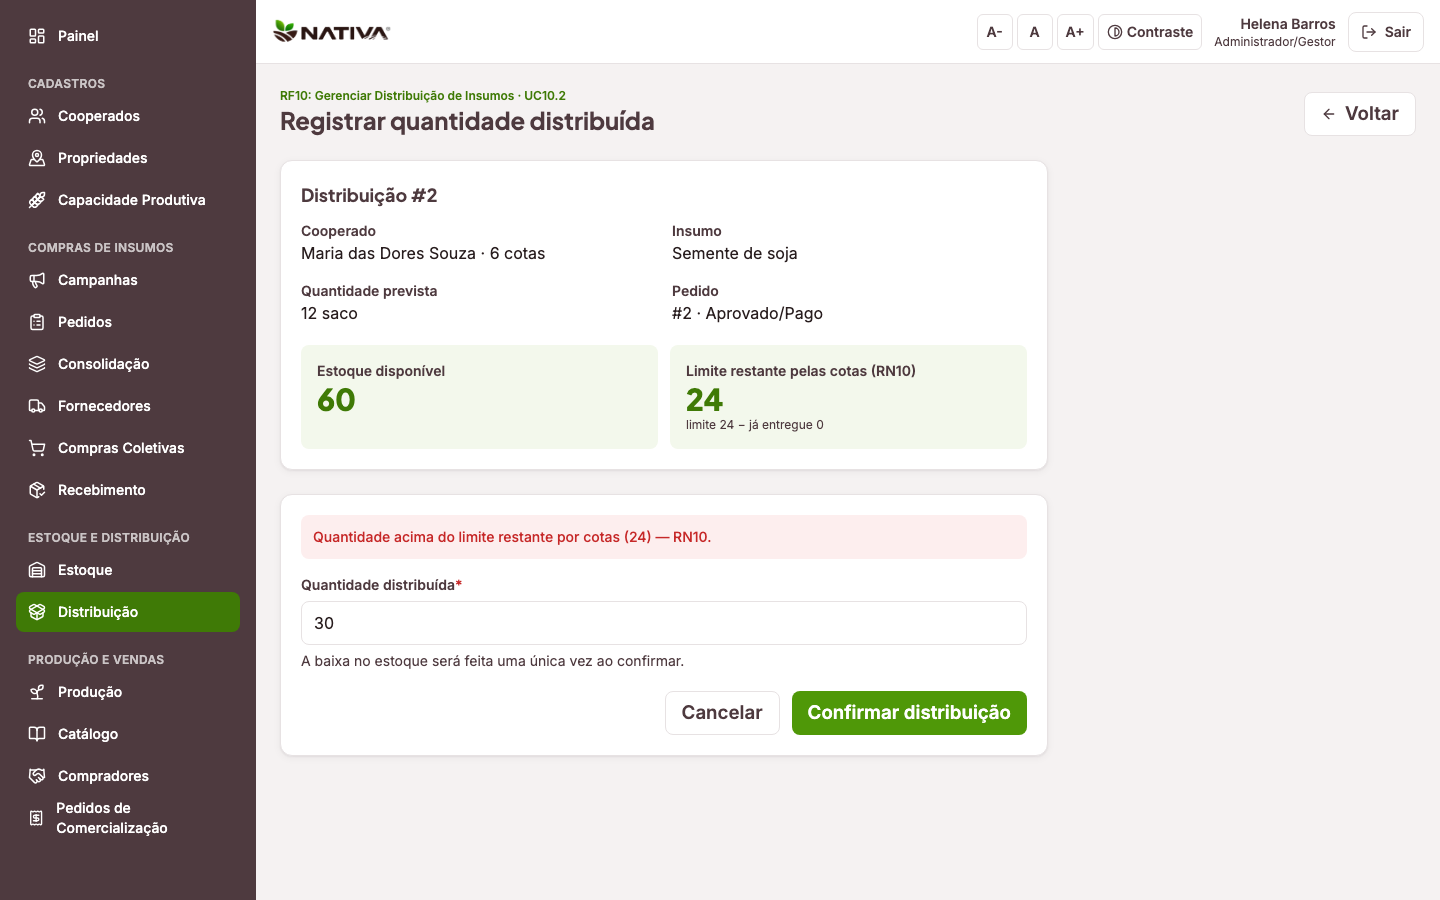 Painel
CADASTROS
Cooperados
Propriedades
Capacidade Produtiva
COMPRAS DE INSUMOS
Campanhas
Pedidos
Consolidação
Fornecedores
Compras Coletivas
Recebimento
ESTOQUE E DISTRIBUIÇÃO
Estoque
Distribuição
PRODUÇÃO E VENDAS
Produção
Catálogo
Compradores
Pedidos de
Comercialização
NATIVA
A-
A
A+
Contraste
Helena Barros
Administrador/Gestor
Sair
RF10: Gerenciar Distribuição de Insumos · UC10.2
Registrar quantidade distribuída
Voltar
Distribuição #2
Cooperado
Maria das Dores Souza · 6 cotas
Insumo
Semente de soja
Quantidade prevista
12 saco
Pedido
#2 · Aprovado/Pago
Estoque disponível
60
Limite restante pelas cotas (RN10)
24
limite 24 − já entregue 0
Quantidade acima do limite restante por cotas (24) — RN10.
Quantidade distribuída*
30
A baixa no estoque será feita uma única vez ao confirmar.
Cancelar
Confirmar distribuição